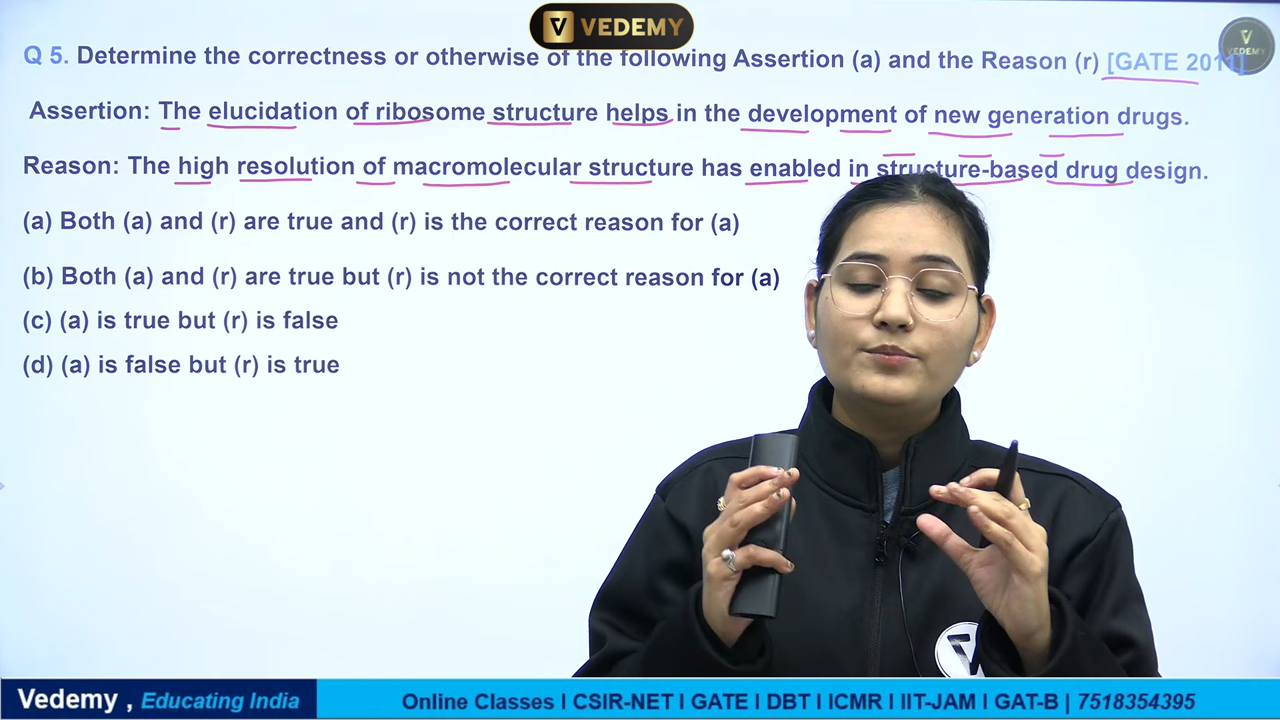 VEDEMY
Q 5. Determine the correctness or otherwise of the following Assertion (a) and the Reason (r) [GATE 2011]
VEDEMY
Assertion: The elucidation of ribosome structure helps in the development of new generation drugs.
Reason: The high resolution of macromolecular structure has enabled in structure-based drug design.
(a) Both (a) and (r) are true and (r) is the correct reason for (a)
(b) Both (a) and (r) are true but (r) is not the correct reason for (a)
(c) (a) is true but (r) is false
(d) (a) is false but (r) is true
Vedemy , Educating India
Online Classes I CSIR-NET I GATE I DBT I ICMR I IIT-JAM I GAT-B | 7518354395